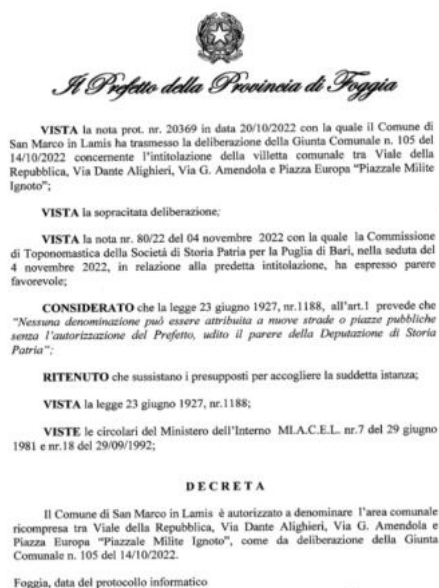 Il Prefetto della Provincia di Foggia
VISTA la nota prot. nr. 20369 in data 20/10/2022 con la quale il Comune di
San Marco in Lamis ha trasmesso la deliberazione della Giunta Comunale n. 105 del
14/10/2022 concernente l'intitolazione della villetta comunale tra Viale della
Repubblica, Via Dante Alighieri, Via G. Amendola e Piazza Europa "Piazzale Milite
Ignoto";
VISTA la sopracitata deliberazione;
VISTA la nota nr. 80/22 del 04 novembre 2022 con la quale la Commissione
di Toponomastica della Società di Storia Patria per la Puglia di Bari, nella seduta del
4 novembre 2022, in relazione alla predetta intitolazione, ha espresso parere
favorevole;
CONSIDERATO che la legge 23 giugno 1927, nr.1188, all'art.1 prevede che
"Nessuna denominazione può essere attribuita a nuove strade o piazze pubbliche
senza l'autorizzazione del Prefetto, udito il parere della Deputazione di Storia
Patria";
RITENUTO che sussistano i presupposti per accogliere la suddetta istanza;
VISTA la legge 23 giugno 1927, nr.1188;
VISTE le circolari del Ministero dell'Interno MI.A.C.E.L. nr.7 del 29 giugno
1981 e nr.18 del 29/09/1992;
DECRETA
Il Comune di San Marco in Lamis è autorizzato a denominare l'area comunale
ricompresa tra Viale della Repubblica, Via Dante Alighieri, Via G. Amendola e
Piazza Europa "Piazzale Milite Ignoto", come da deliberazione della Giunta
Comunale n. 105 del 14/10/2022.
Foggia, data del protocollo informatico